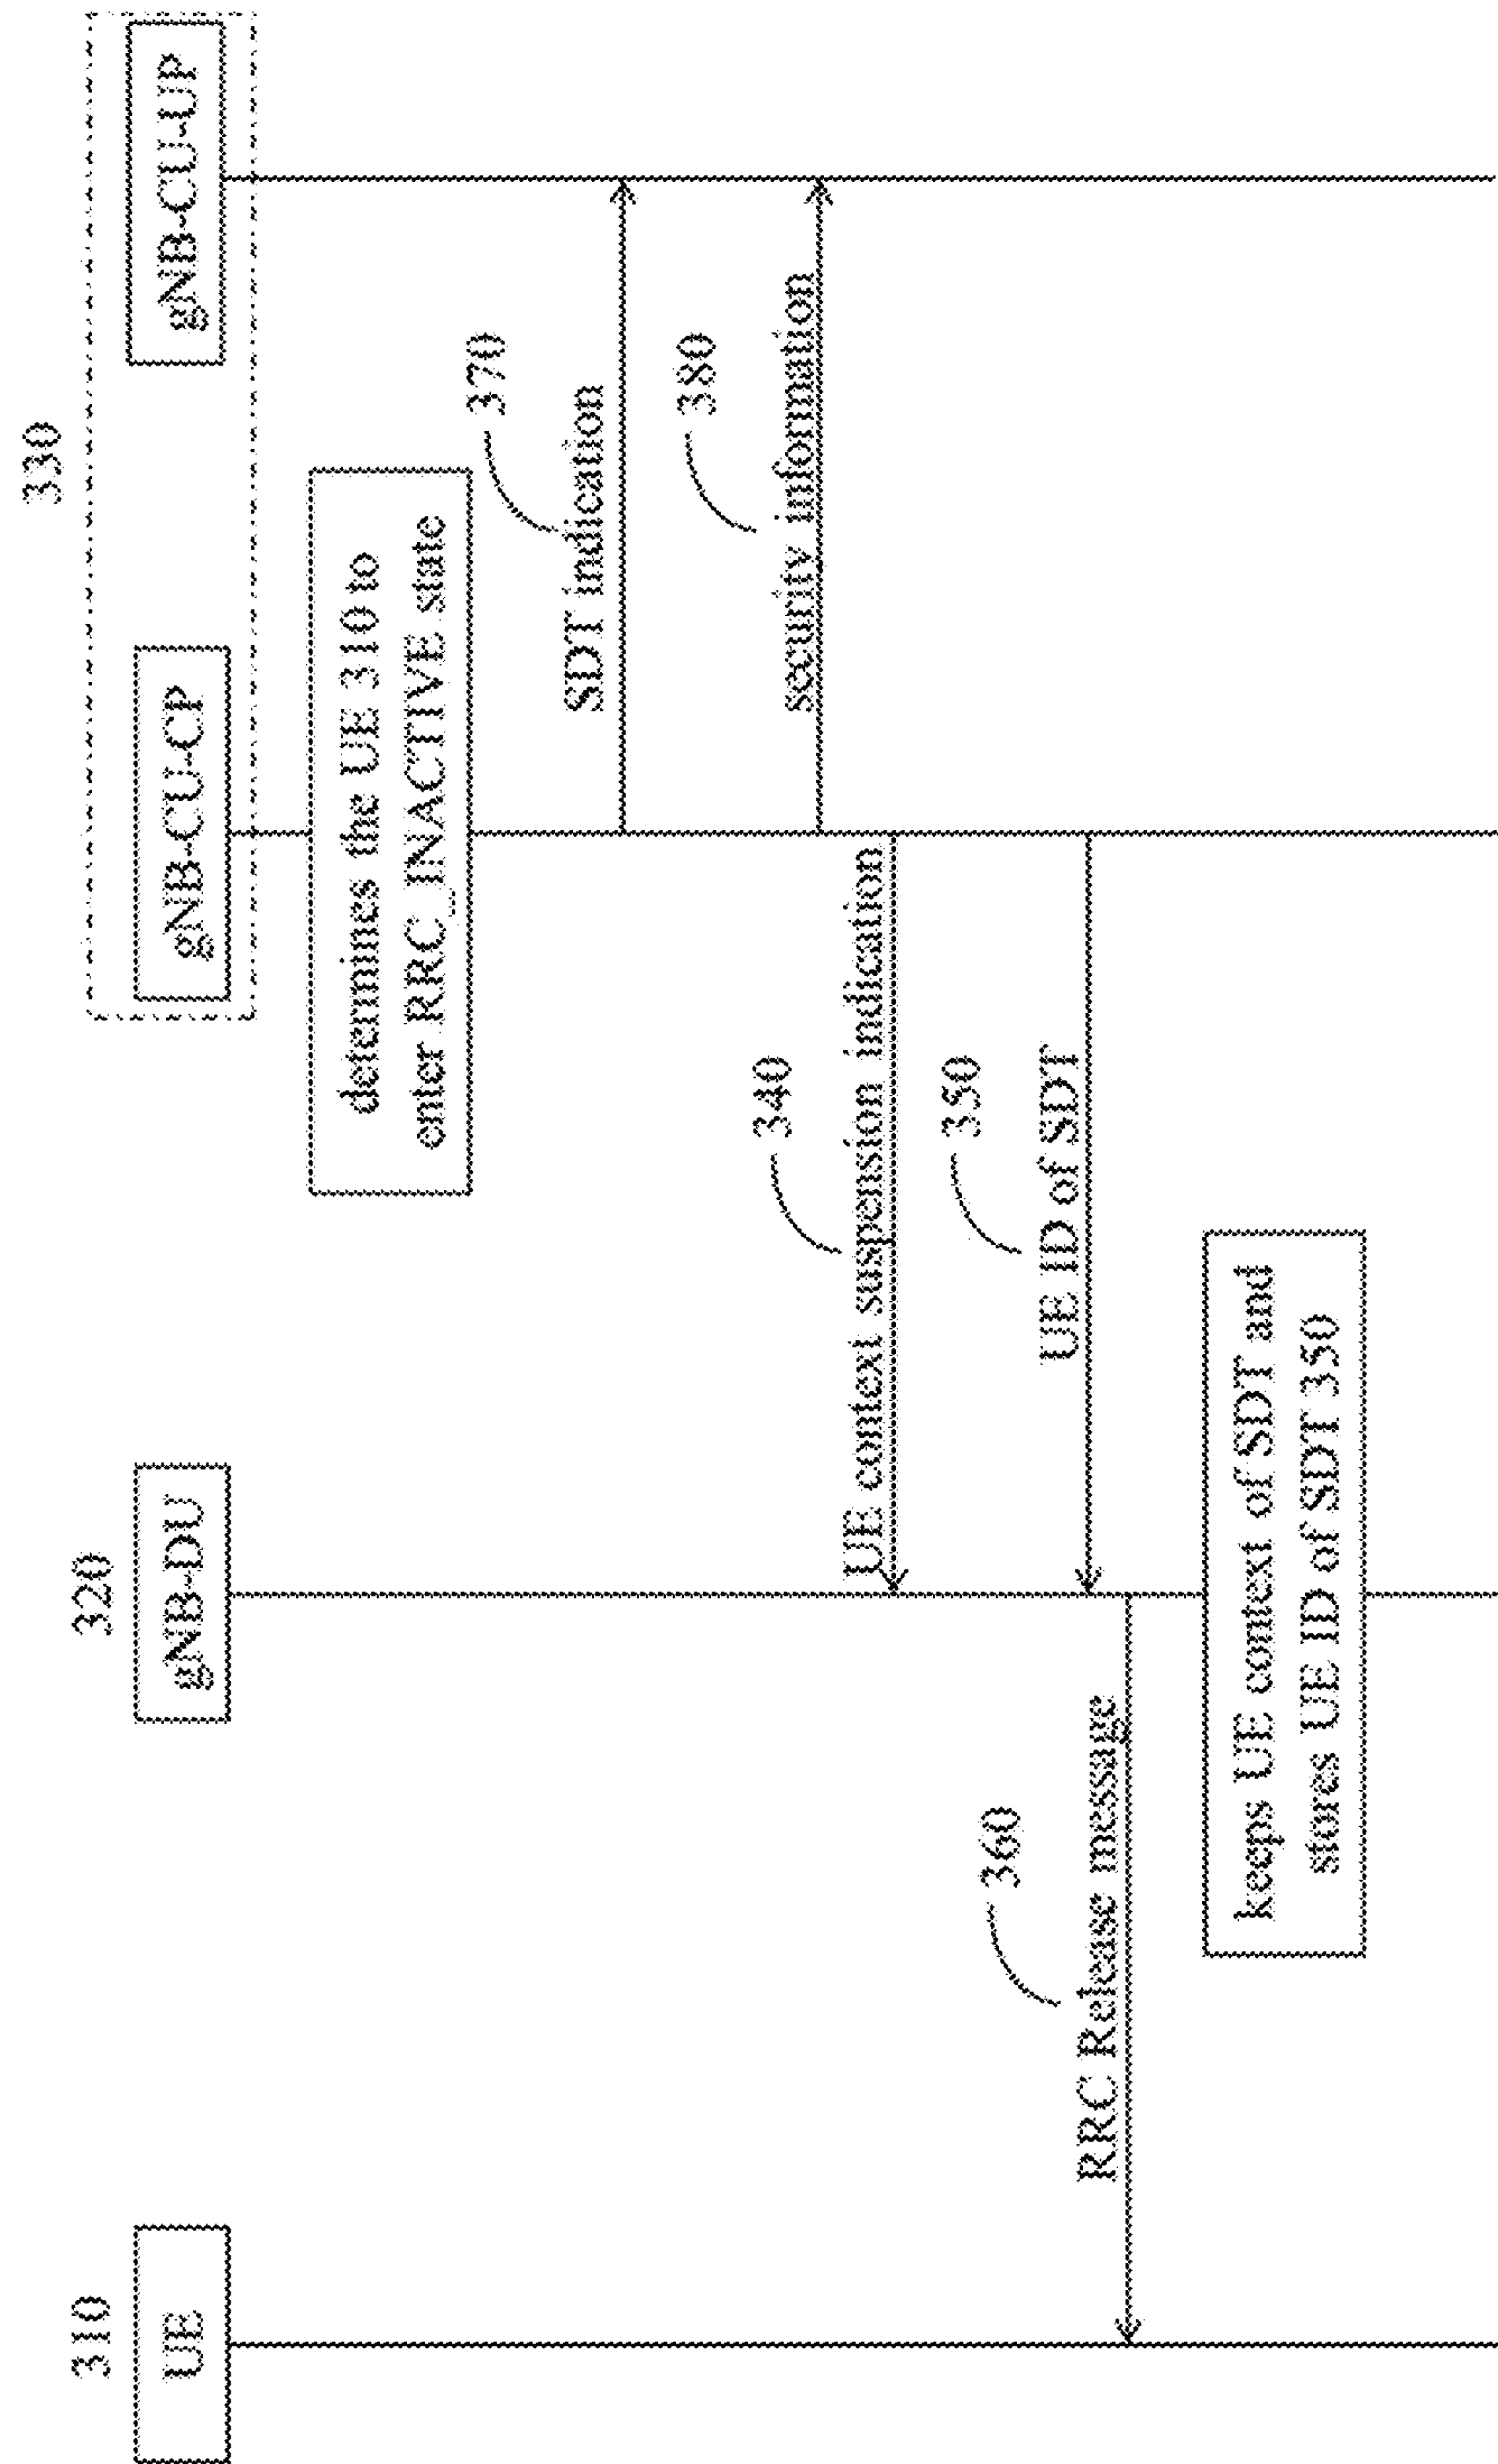 310
320
330
UE
gNB-DU
gNB-CU-CP
gNB-CU-UP
determines the UE 310 to
enter RRC_INACTIVE state
370
SDT indication
380
security information
340
UE context suspension indication
350
UE ID of SDT
360
RRC Release message
keeps UE context of SDT and
stores UE ID of SDT 350